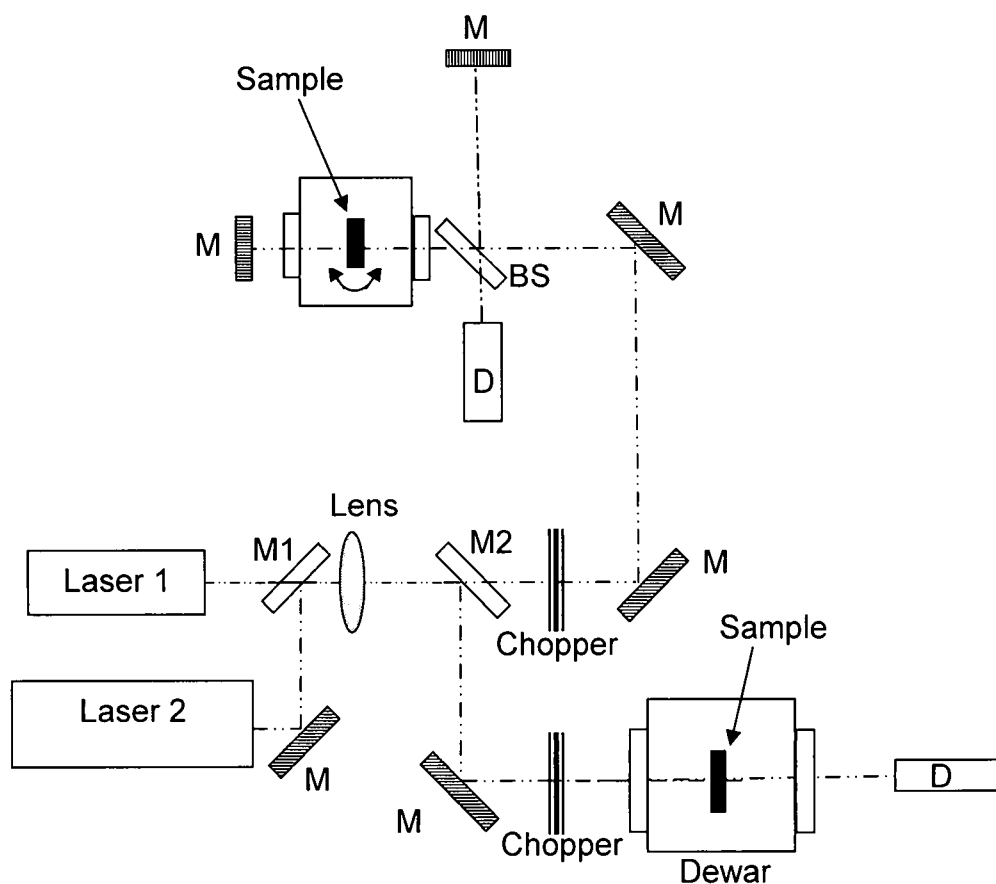 M
Sample
M
M
BS
D
Lens
M1
M2
Laser 1
M
Chopper
Sample
Laser 2
M
M
D
Chopper
Dewar